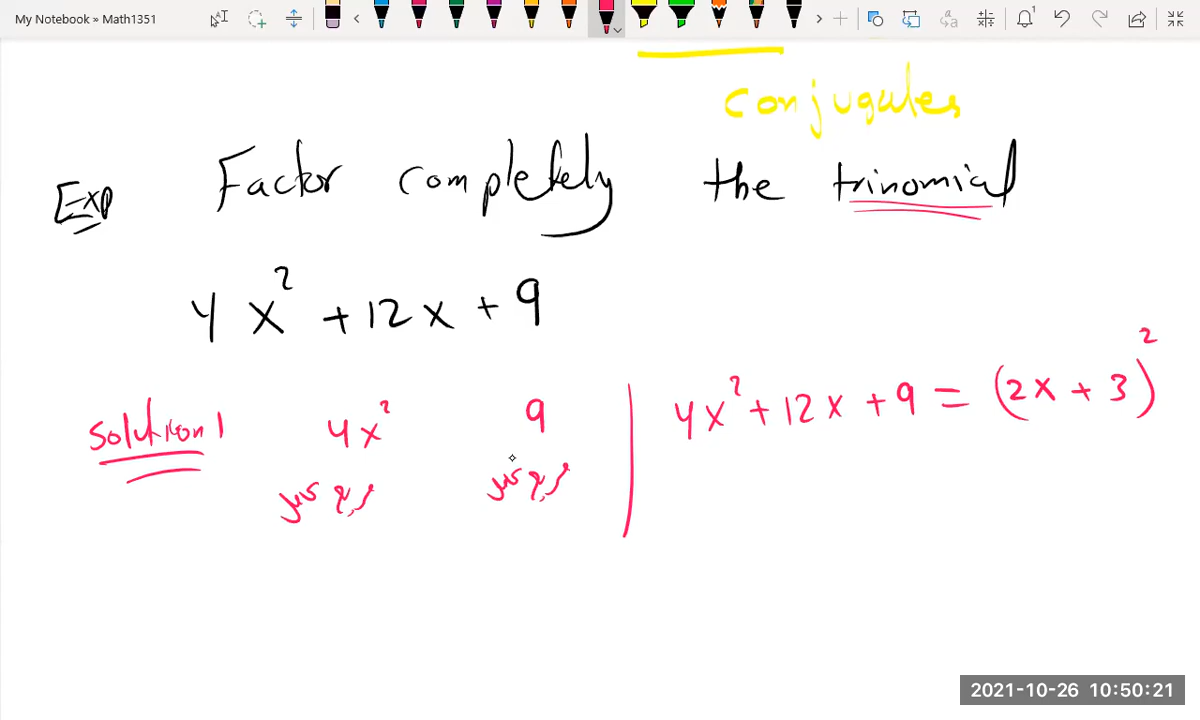 My Notebook » Math1351
conjugates
Exp Factor completely the trinomial
4x² + 12x + 9
Solution 1 4x² 9
مربع كامل مربع كامل
4x² + 12x + 9 = (2x + 3)²
2021-10-26 10:50:21